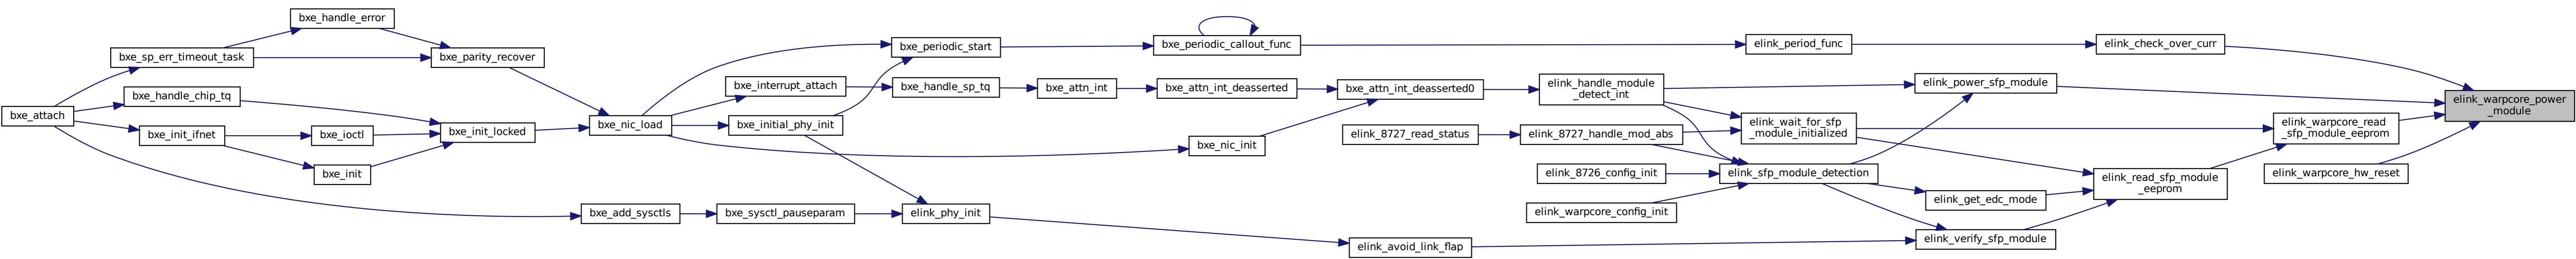 bxe_attach
bxe_sp_err_timeout_task
bxe_handle_chip_tq
bxe_init_ifnet
bxe_handle_error
bxe_ioctl
bxe_init
bxe_parity_recover
bxe_init_locked
bxe_add_sysctls
bxe_nic_load
bxe_interrupt_attach
bxe_initial_phy_init
bxe_sysctl_pauseparam
bxe_periodic_start
bxe_handle_sp_tq
elink_phy_init
bxe_attn_int
bxe_periodic_callout_func
bxe_attn_int_deasserted
bxe_nic_init
bxe_attn_int_deasserted0
elink_8727_read_status
elink_avoid_link_flap
elink_handle_module
_detect_int
elink_8727_handle_mod_abs
elink_8726_config_init
elink_warpcore_config_init
elink_period_func
elink_wait_for_sfp
_module_initialized
elink_sfp_module_detection
elink_check_over_curr
elink_power_sfp_module
elink_get_edc_mode
elink_verify_sfp_module
elink_read_sfp_module
_eeprom
elink_warpcore_read
_sfp_module_eeprom
elink_warpcore_hw_reset
elink_warpcore_power
_module